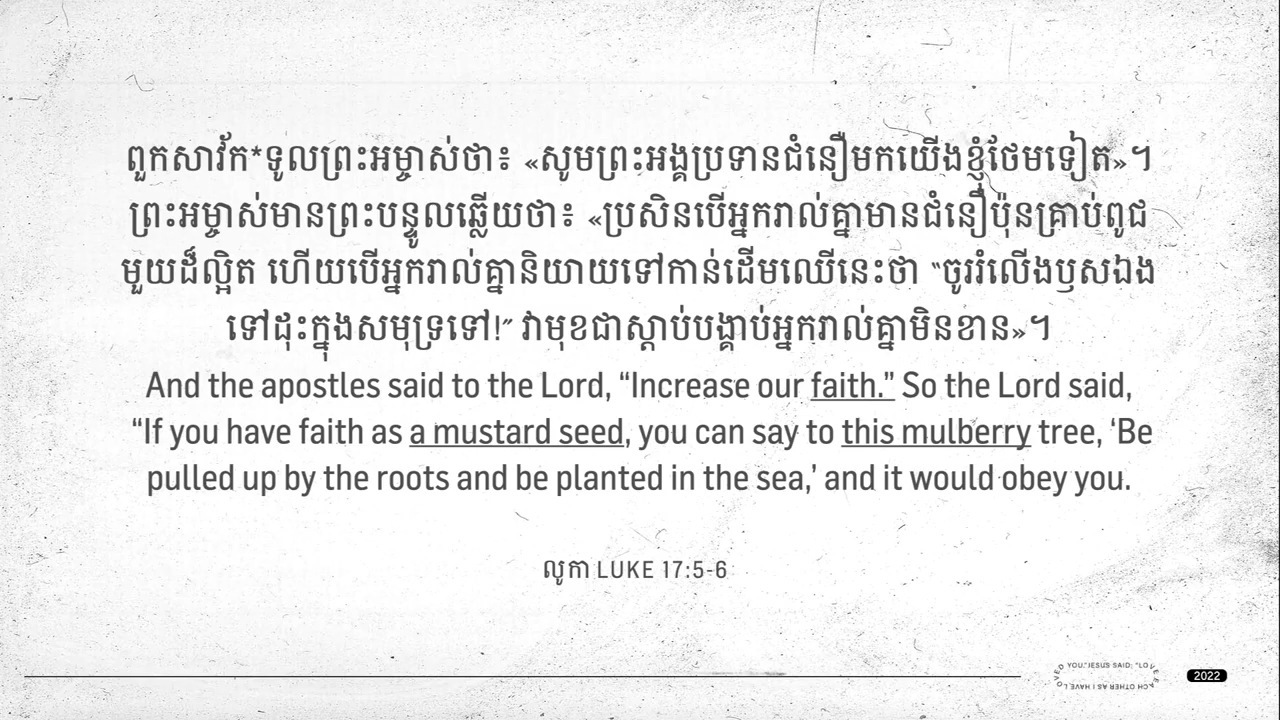 ពួកសាវ័ក*ទូលព្រះអម្ចាស់ថា៖ «សូមព្រះអង្គប្រទានជំនឿមកយើងខ្ញុំថែមទៀត»។
ព្រះអម្ចាស់មានព្រះបន្ទូលឆ្លើយថា៖ «ប្រសិនបើអ្នករាល់គ្នាមានជំនឿប៉ុនគ្រាប់ពូជ
មួយដ៏ល្អិត ហើយបើអ្នករាល់គ្នានិយាយទៅកាន់ដើមឈើនេះថា “ចូររំលើងឫសឯង
ទៅដុះក្នុងសមុទ្រទៅ!” វាមុខជាស្ដាប់បង្គាប់អ្នករាល់គ្នាមិនខាន»។
And the apostles said to the Lord, “Increase our faith.” So the Lord said,
“If you have faith as a mustard seed, you can say to this mulberry tree, ‘Be
pulled up by the roots and be planted in the sea,’ and it would obey you.
លូកា LUKE 17:5-6
YOU."JESUS SAID: "LOVE EACH OTHER AS I HAVE LOVED
2022